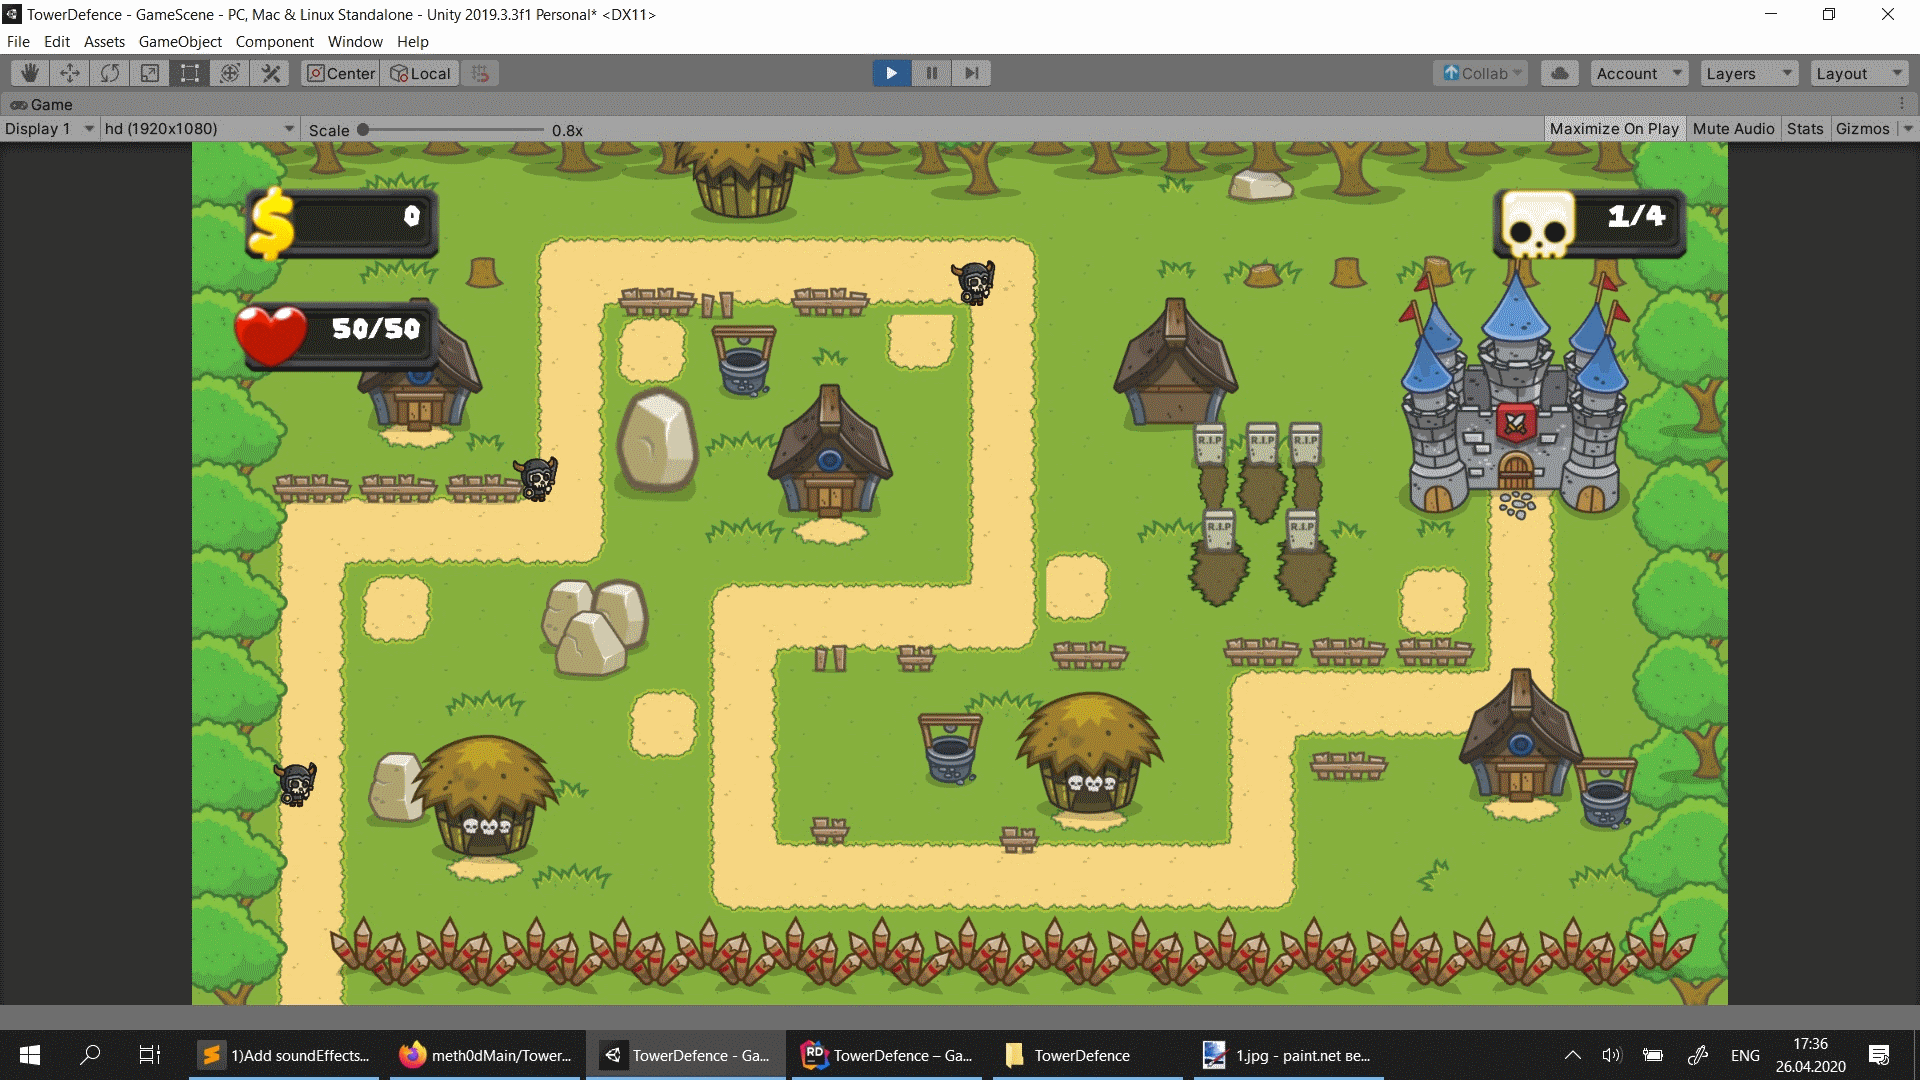 TowerDefence - GameScene - PC, Mac & Linux Standalone - Unity 2019.3.3f1 Personal* <DX11>
File Edit Assets GameObject Component Window Help
Center Local Collab Account Layers Layout
Game
Display 1 hd (1920x1080) Scale 0.8x Maximize On Play Mute Audio Stats Gizmos
0
1/4
50/50
R.I.P R.I.P R.I.P
R.I.P R.I.P
1)Add soundEffects... meth0dMain/Tower... TowerDefence - Ga... RD TowerDefence – Ga... TowerDefence 1.jpg - paint.net ве... ENG 17:36
26.04.2020